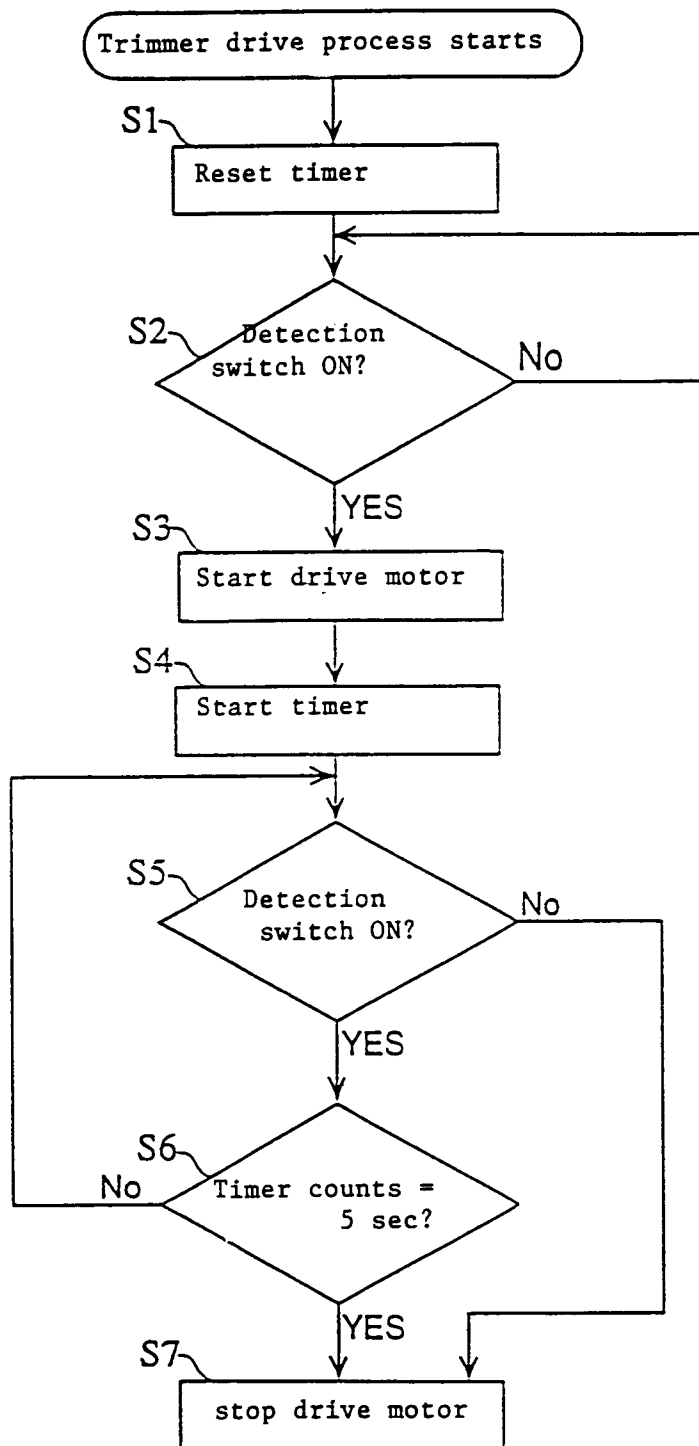 Trimmer drive process starts
S1
Reset timer
S2
Detection
switch ON?
No
YES
S3
Start drive motor
S4
Start timer
S5
Detection
switch ON?
No
YES
S6
Timer counts =
5 sec?
No
YES
S7
stop drive motor